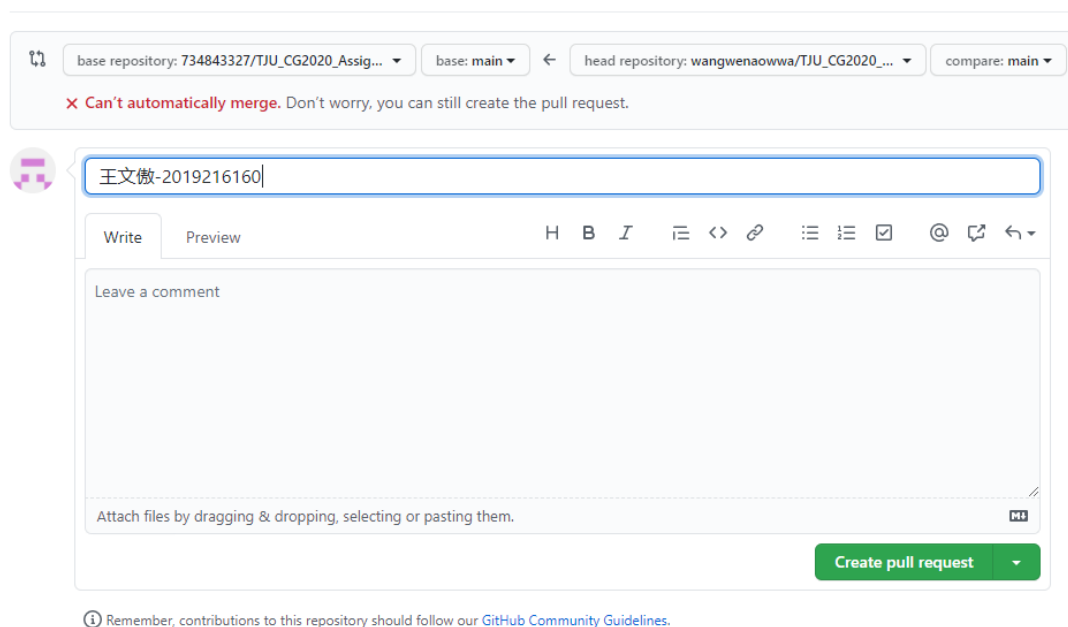 base repository: 734843327/TJU_CG2020_Assig... base: main ← head repository: wangwenaowwa/TJU_CG2020_... compare: main
Can't automatically merge. Don't worry, you can still create the pull request.
王文傲-2019216160
Write Preview
Leave a comment
Attach files by dragging & dropping, selecting or pasting them.
Create pull request
Remember, contributions to this repository should follow our GitHub Community Guidelines.